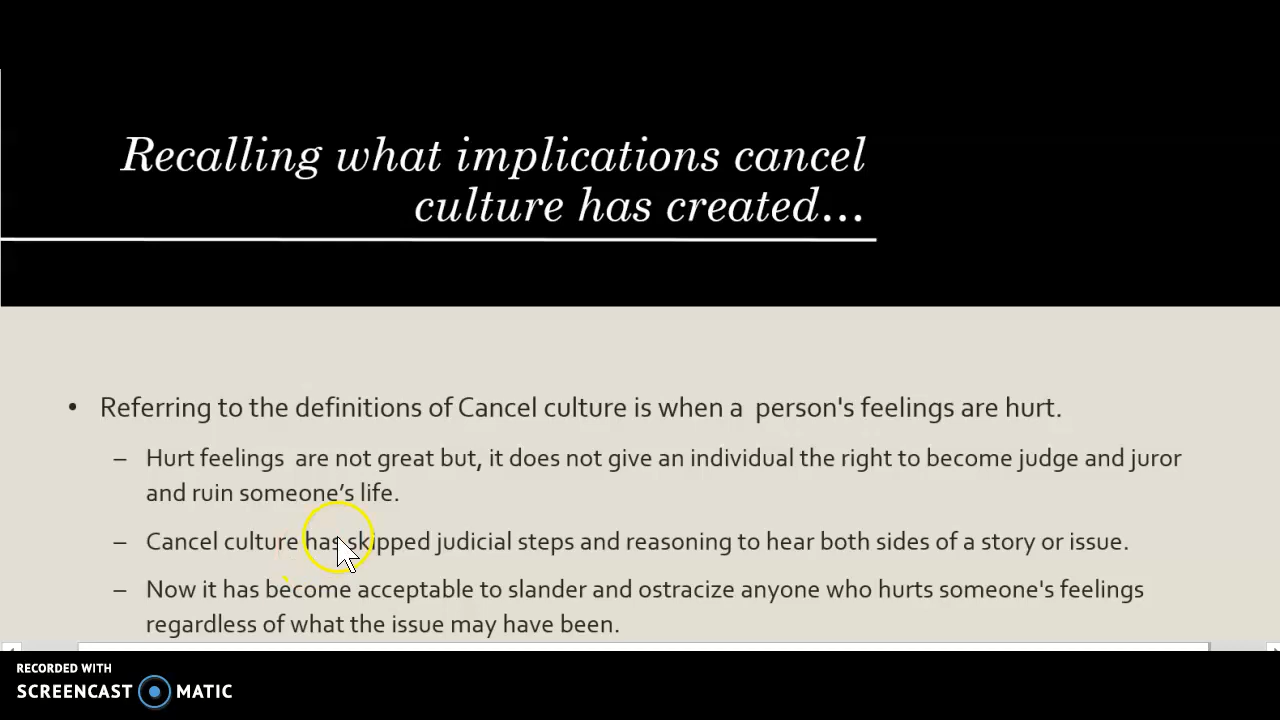 Recalling what implications cancel
culture has created…
• Referring to the definitions of Cancel culture is when a  person's feelings are hurt.
– Hurt feelings  are not great but, it does not give an individual the right to become judge and juror
and ruin someone’s life.
– Cancel culture has skipped judicial steps and reasoning to hear both sides of a story or issue.
– Now it has become acceptable to slander and ostracize anyone who hurts someone's feelings
regardless of what the issue may have been.
RECORDED WITH
SCREENCAST MATIC